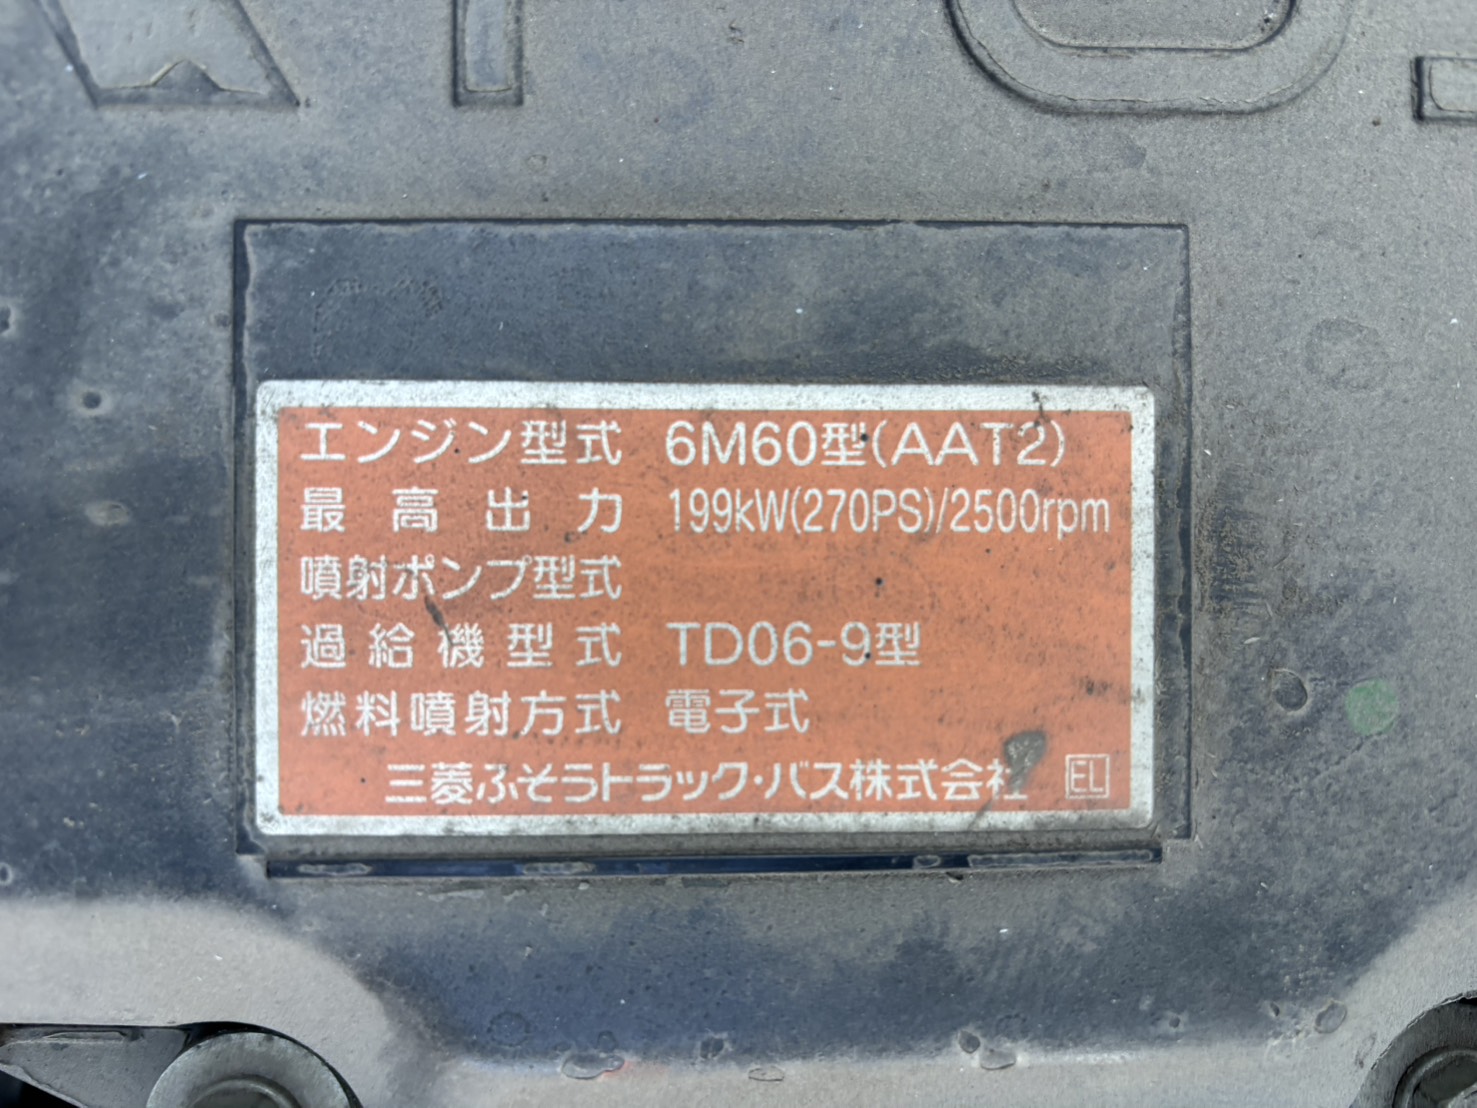 エンジン型式 6M60型(AAT2)
最高出力 199kW(270PS)/2500rpm
噴射ポンプ型式
過給機型式 TD06-9型
燃料噴射方式 電子式
三菱ふそうトラック・バス株式会社 EL